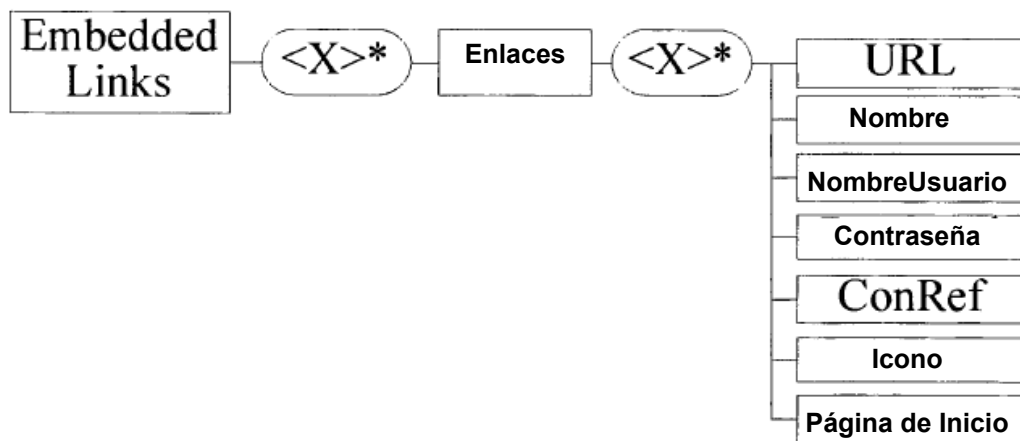 Embedded
Links
<X>*
Enlaces
<X>*
URL
Nombre
NombreUsuario
Contraseña
ConRef
Icono
Página de Inicio